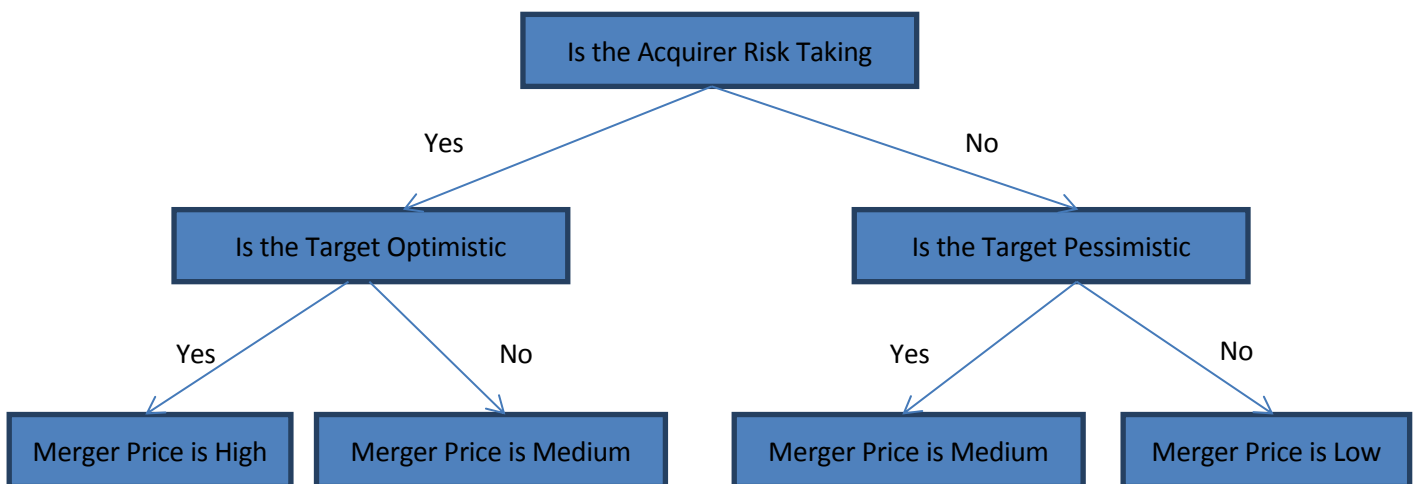 Is the Acquirer Risk Taking
Yes
No
Is the Target Optimistic
Is the Target Pessimistic
Yes
No
Yes
No
Merger Price is High
Merger Price is Medium
Merger Price is Medium
Merger Price is Low